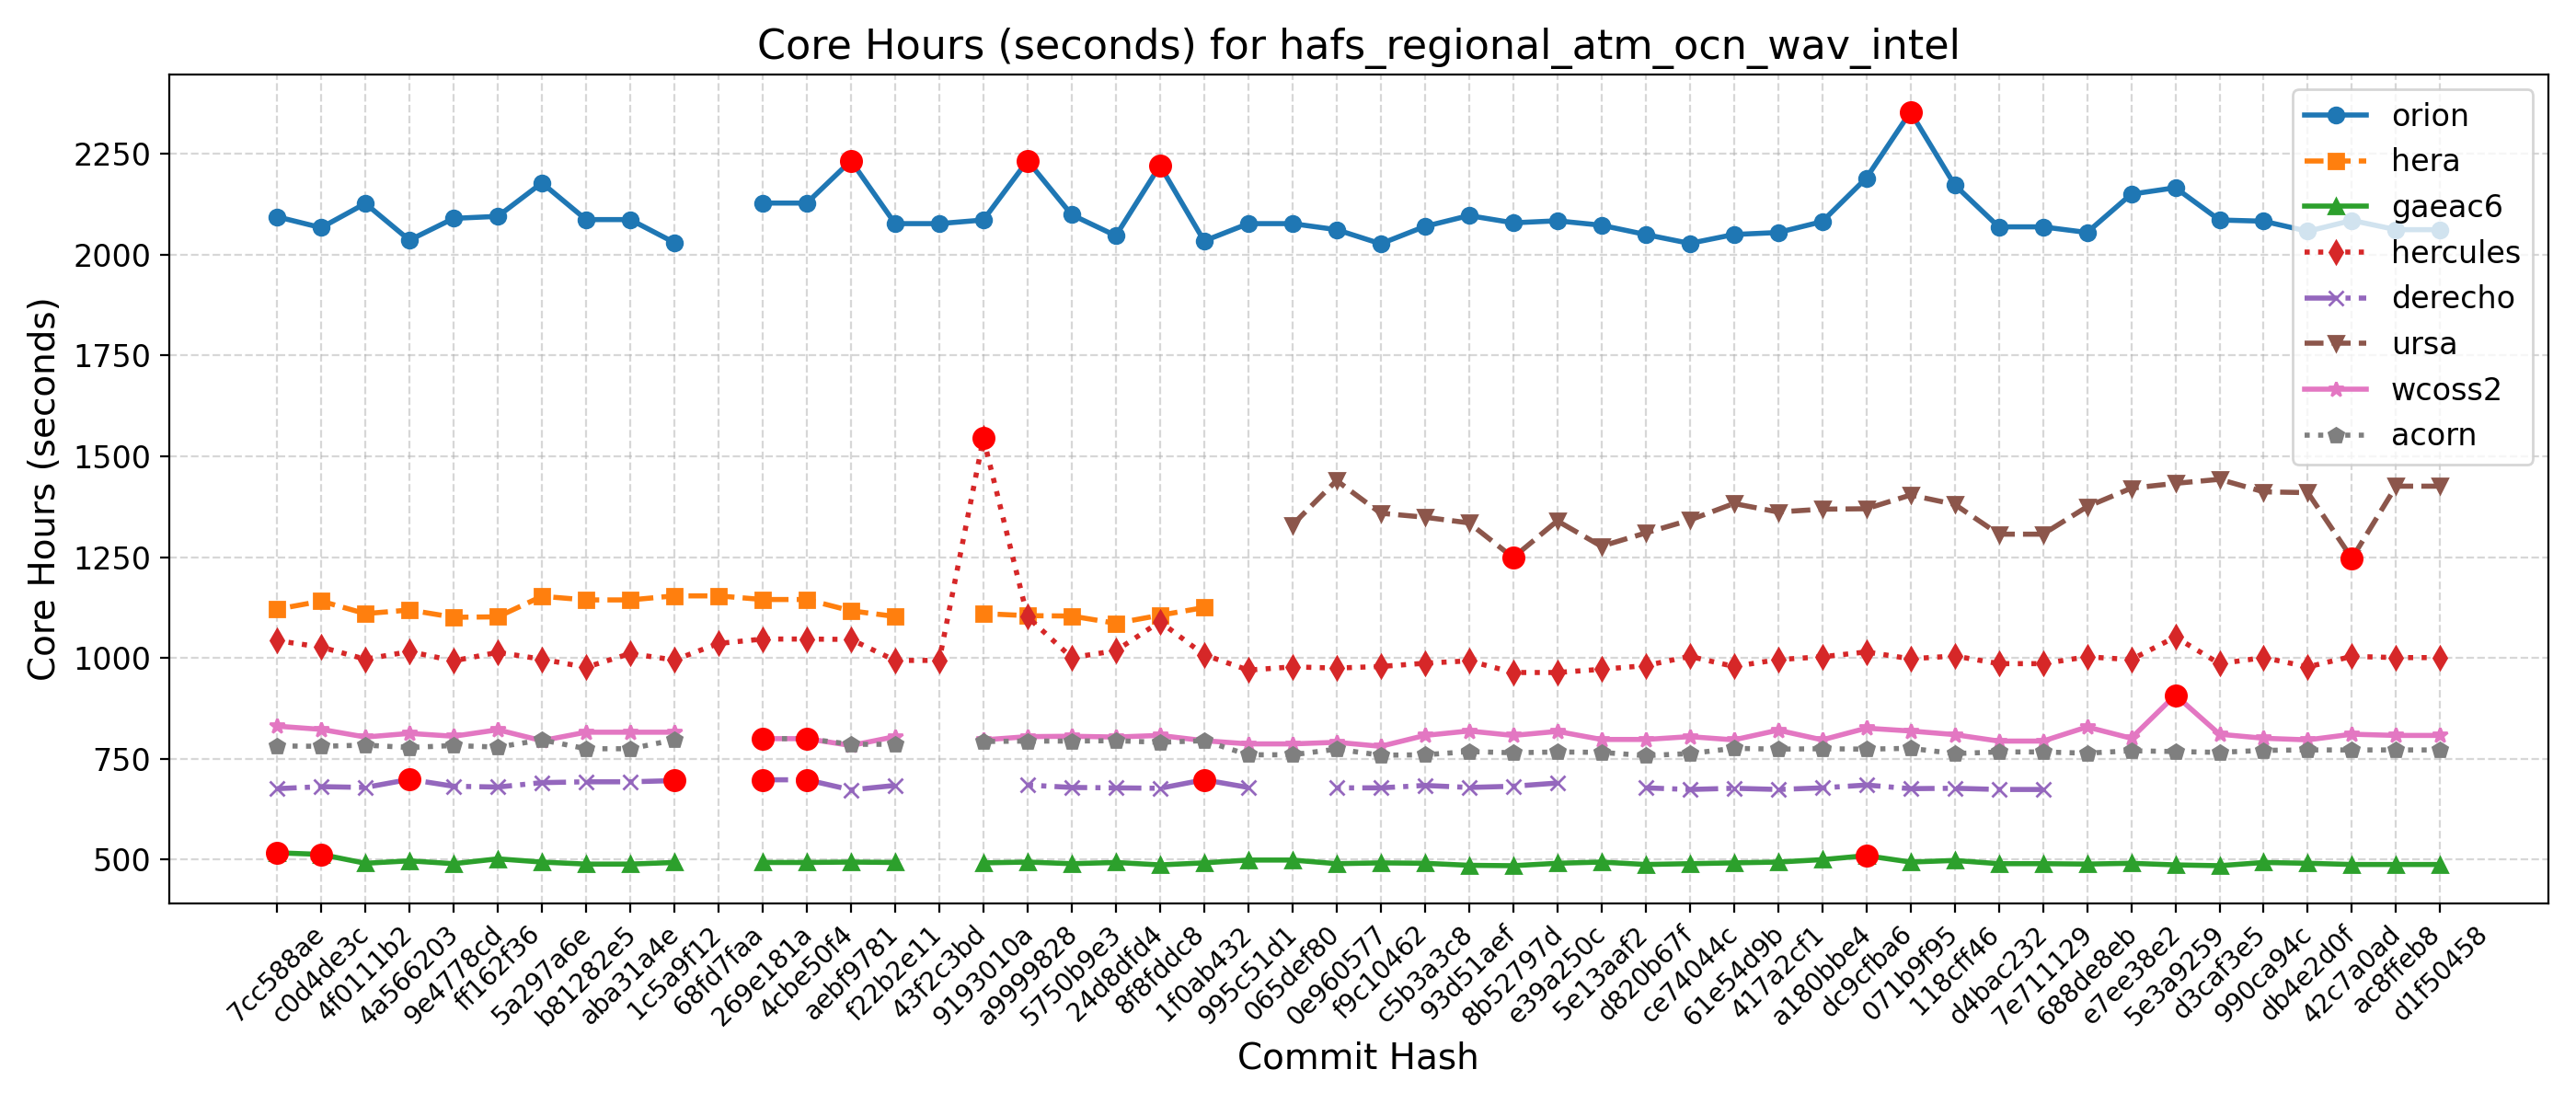 Core Hours (seconds) for hafs_regional_atm_ocn_wav_intel
Core Hours (seconds)
2250
2000
1750
1500
1250
1000
750
500
orion
hera
gaeac6
hercules
derecho
ursa
wcoss2
acorn
7cc588ae
c0d4de3c
4f0111b2
4a566203
9e4778cd
ff162f36
5a297a6e
b81282e5
aba31a4e
1c5a9f12
68fd7faa
269e181a
4cbe50f4
aebf9781
f22b2e11
43f2c3bd
9193010a
a9999828
5750b9e3
24d8dfd4
8f8fddc8
1f0ab432
995c51d1
065def80
0e960577
f9c10462
c5b3a3c8
93d51aef
8b52797d
e39a250c
5e13aaf2
d820b67f
ce74044c
61e54d9b
417a2cf1
a180bbe4
dc9cfba6
071b9f95
118cff46
d4bac232
7e711129
688de8eb
e7ee38e2
5e3a9259
d3caf3e5
990ca94c
db4e2d0f
42c7a0ad
ac8ffeb8
d1f50458
Commit Hash